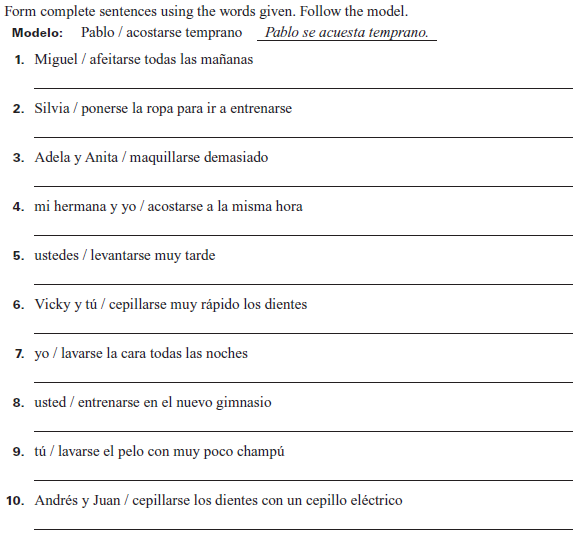 Form complete sentences using the words given. Follow the model.
Modelo: Pablo / acostarse temprano Pablo se acuesta temprano.
1. Miguel / afeitarse todas las mañanas
2. Silvia / ponerse la ropa para ir a entrenarse
3. Adela y Anita / maquillarse demasiado
4. mi hermana y yo / acostarse a la misma hora
5. ustedes / levantarse muy tarde
6. Vicky y tú / cepillarse muy rápido los dientes
7. yo / lavarse la cara todas las noches
8. usted / entrenarse en el nuevo gimnasio
9. tú / lavarse el pelo con muy poco champú
10. Andrés y Juan / cepillarse los dientes con un cepillo eléctrico